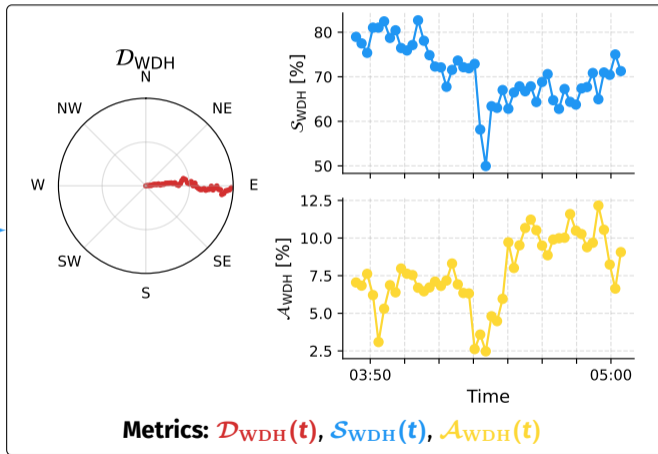 𝒟WDH
N
NW
NE
W
E
SW
SE
S
𝒮WDH [%]
80
70
60
50
𝒜WDH [%]
12.5
10.0
7.5
5.0
2.5
03:50
05:00
Time
Metrics: 𝒟WDH(t), 𝒮WDH(t), 𝒜WDH(t)